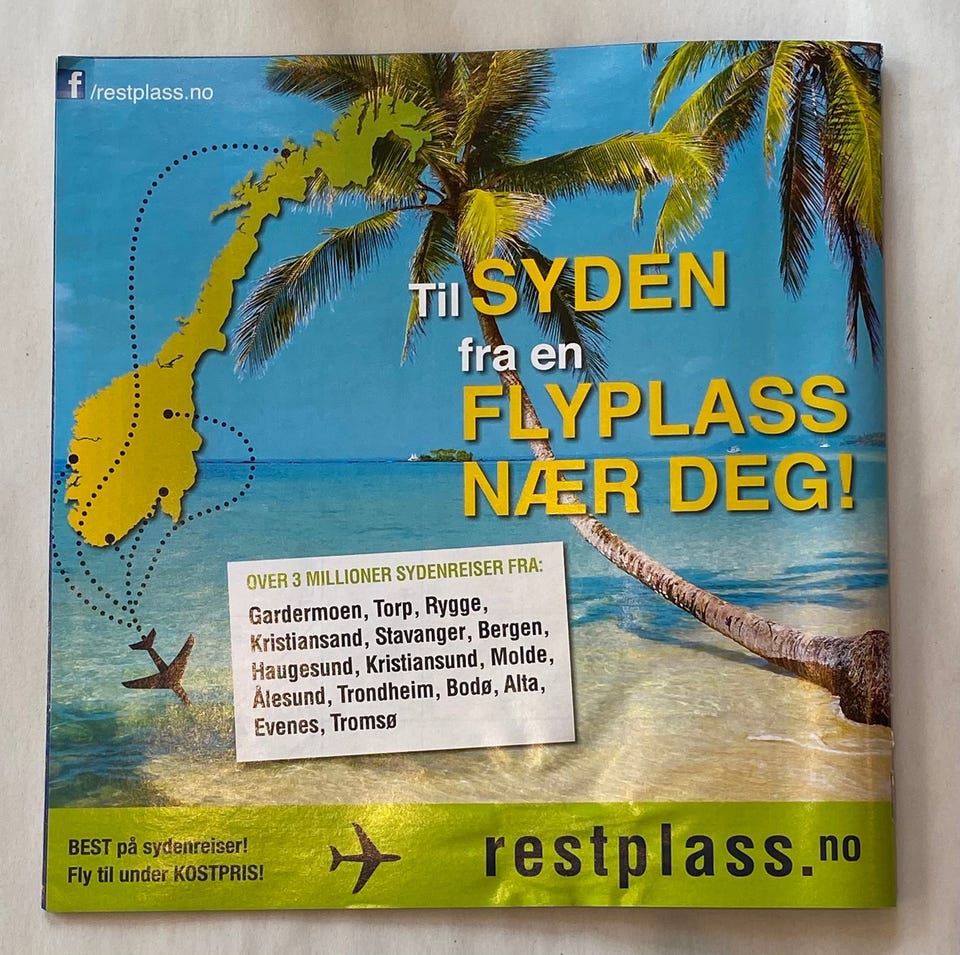 f /restplass.no
Til SYDEN
fra en
FLYPLASS
NÆR DEG!
OVER 3 MILLIONER SYDENREISER FRA:
Gardermoen, Torp, Rygge,
Kristiansand, Stavanger, Bergen,
Haugesund, Kristiansund, Molde,
Ålesund, Trondheim, Bodø, Alta,
Evenes, Tromsø
BEST på sydenreiser!
Fly til under KOSTPRIS!
restplass.no